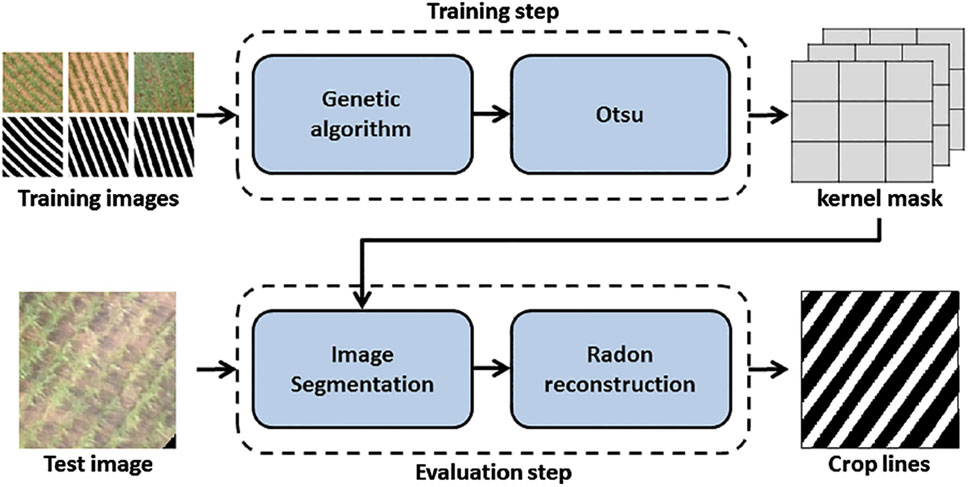 Training step
Genetic
algorithm
Otsu
Training images
kernel mask
Image
Segmentation
Radon
reconstruction
Test image
Evaluation step
Crop lines